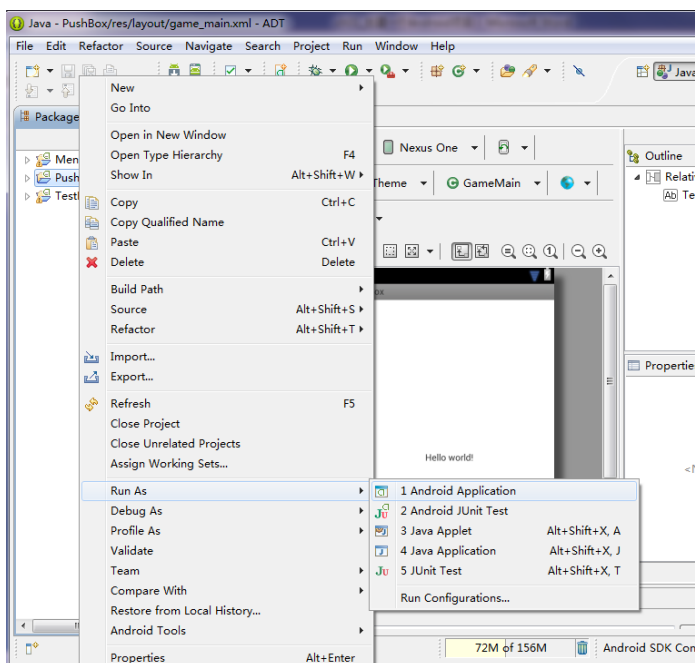 Java - PushBox/res/layout/game_main.xml - ADT
File Edit Refactor Source Navigate Search Project Run Window Help
Java
Package
Men
Push
Test
New
Go Into
Open in New Window
Open Type Hierarchy F4
Show In Alt+Shift+W
Copy Ctrl+C
Copy Qualified Name
Paste Ctrl+V
Delete Delete
Build Path
Source Alt+Shift+S
Refactor Alt+Shift+T
Import...
Export...
Refresh F5
Close Project
Close Unrelated Projects
Assign Working Sets...
Run As
Debug As
Profile As
Validate
Team
Compare With
Restore from Local History...
Android Tools
Properties Alt+Enter
1 Android Application
2 Android JUnit Test
3 Java Applet Alt+Shift+X, A
4 Java Application Alt+Shift+X, J
5 JUnit Test Alt+Shift+X, T
Run Configurations...
Nexus One
Theme GameMain
ox
Hello world!
Outline
Relati
Ab Te
Propertie
<N
72M of 156M
Android SDK Con